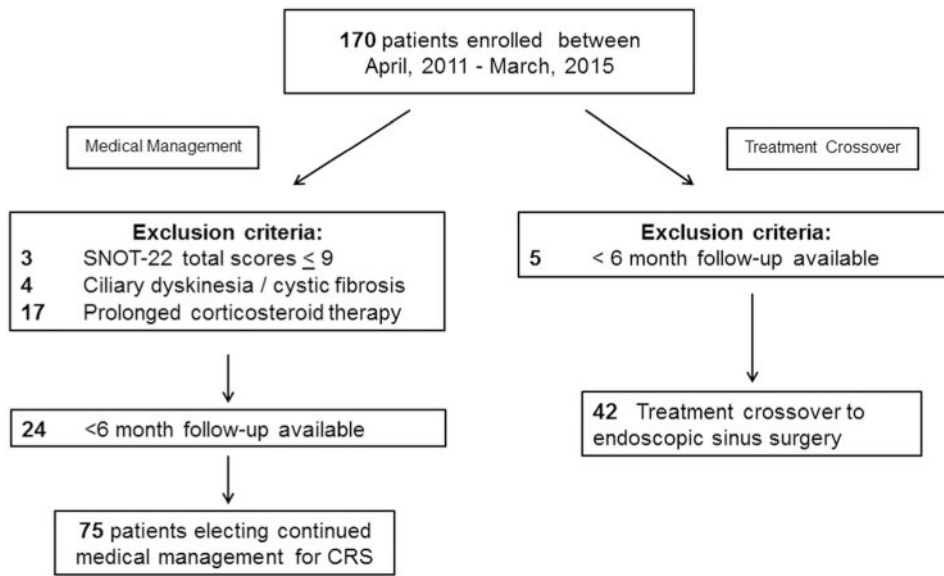 170 patients enrolled between
April, 2011 - March, 2015
Medical Management
Treatment Crossover
Exclusion criteria:
3 SNOT-22 total scores ≤ 9
4 Ciliary dyskinesia / cystic fibrosis
17 Prolonged corticosteroid therapy
Exclusion criteria:
5 < 6 month follow-up available
24 <6 month follow-up available
42 Treatment crossover to
endoscopic sinus surgery
75 patients electing continued
medical management for CRS